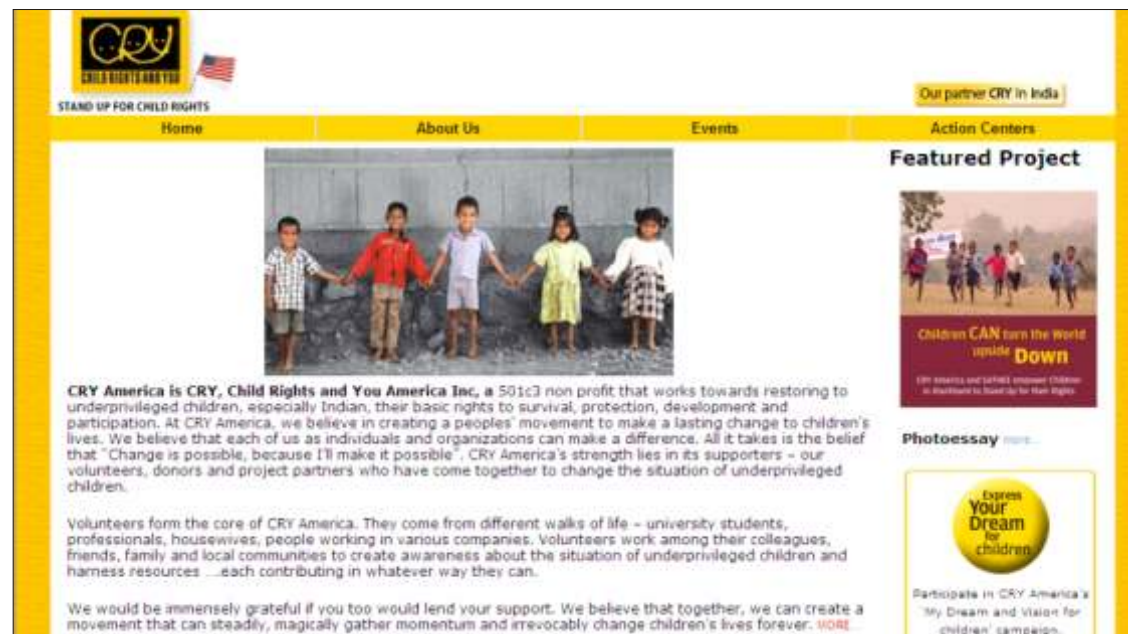 CRY
CHILD RIGHTS AND YOU
STAND UP FOR CHILD RIGHTS
Our partner CRY in India
Home
About Us
Events
Action Centers
CRY America is CRY, Child Rights and You America Inc, a 501c3 non profit that works towards restoring to
underprivileged children, especially Indian, their basic rights to survival, protection, development and
participation. At CRY America, we believe in creating a peoples' movement to make a lasting change to children's
lives. We believe that each of us as individuals and organizations can make a difference. All it takes is the belief
that "Change is possible, because I'll make it possible". CRY America's strength lies in its supporters – our
volunteers, donors and project partners who have come together to change the situation of underprivileged
children.
Volunteers form the core of CRY America. They come from different walks of life – university students,
professionals, housewives, people working in various companies. Volunteers work among their colleagues,
friends, family and local communities to create awareness about the situation of underprivileged children and
harness resources ....each contributing in whatever way they can.
We would be immensely grateful if you too would lend your support. We believe that together, we can create a
movement that can steadily, magically gather momentum and irrevocably change children's lives forever. MORE...
Featured Project
Children CAN turn the World
upside Down
CRY America and empower Children
in to Stand Up for their Rights
Photoessay more...
Express
Your
Dream
for
children
Participate in CRY America's
'My Dream and Vision for
children' campaign.